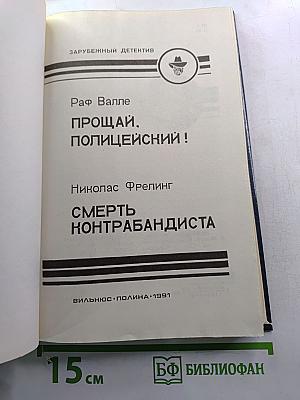 ЗАРУБЕЖНЫЙ ДЕТЕКТИВ
Раф Валле
ПРОЩАЙ,
ПОЛИЦЕЙСКИЙ!
Николас Фрелинг
СМЕРТЬ
КОНТРАБАНДИСТА
ВИЛЬНЮС·ПОЛИНА·1991
15 см
БФ БИБЛИОФАН